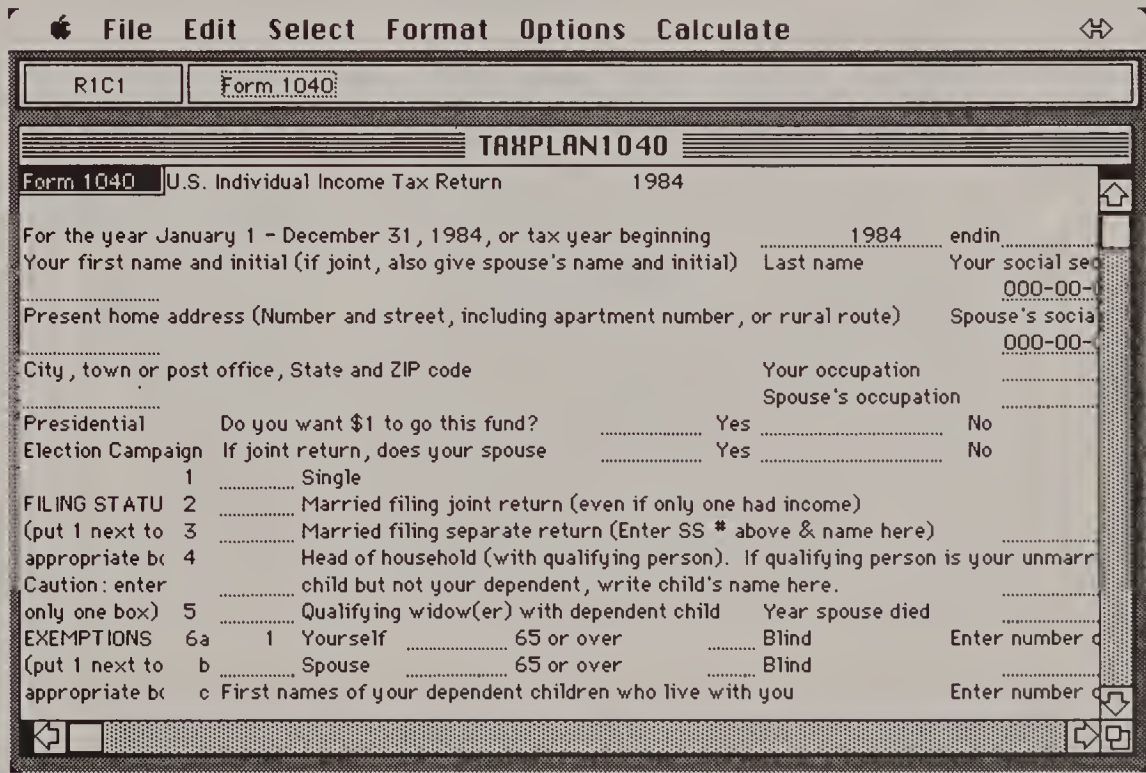 File Edit Select Format Options Calculate
R1C1 Form 1040
TAXPLAN1040
Form 1040 U.S. Individual Income Tax Return 1984
For the year January 1 - December 31, 1984, or tax year beginning 1984 endin
Your first name and initial (if joint, also give spouse's name and initial) Last name Your social sec
000-00-
Present home address (Number and street, including apartment number, or rural route) Spouse's socia
000-00-
City, town or post office, State and ZIP code Your occupation
Spouse's occupation
Presidential Do you want $1 to go this fund? Yes No
Election Campaign If joint return, does your spouse Yes No
1 Single
FILING STATU 2 Married filing joint return (even if only one had income)
(put 1 next to 3 Married filing separate return (Enter SS # above & name here)
appropriate bo 4 Head of household (with qualifying person). If qualifying person is your unmarr
Caution: enter child but not your dependent, write child's name here.
only one box) 5 Qualifying widow(er) with dependent child Year spouse died
EXEMPTIONS 6a 1 Yourself 65 or over Blind Enter number o
(put 1 next to b Spouse 65 or over Blind
appropriate bo c First names of your dependent children who live with you Enter number o